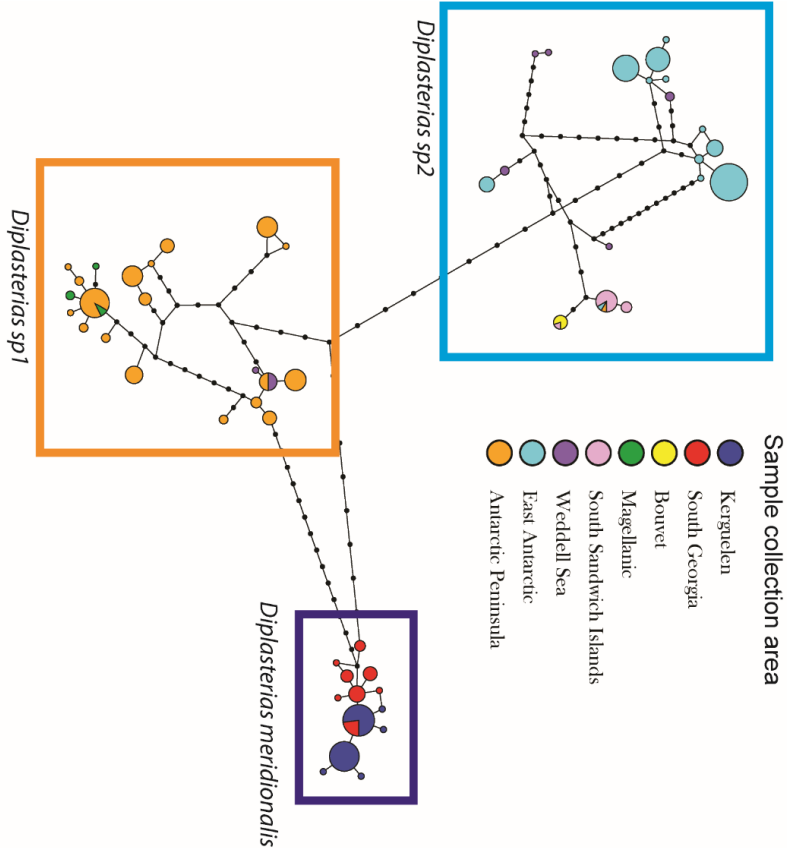 Sample collection area
Kerguelen
South Georgia
Bouvet
Magellanic
South Sandwich Islands
Weddell Sea
East Antarctic
Antarctic Peninsula
Diplasterias sp2
Diplasterias sp1
Diplasterias meridionalis